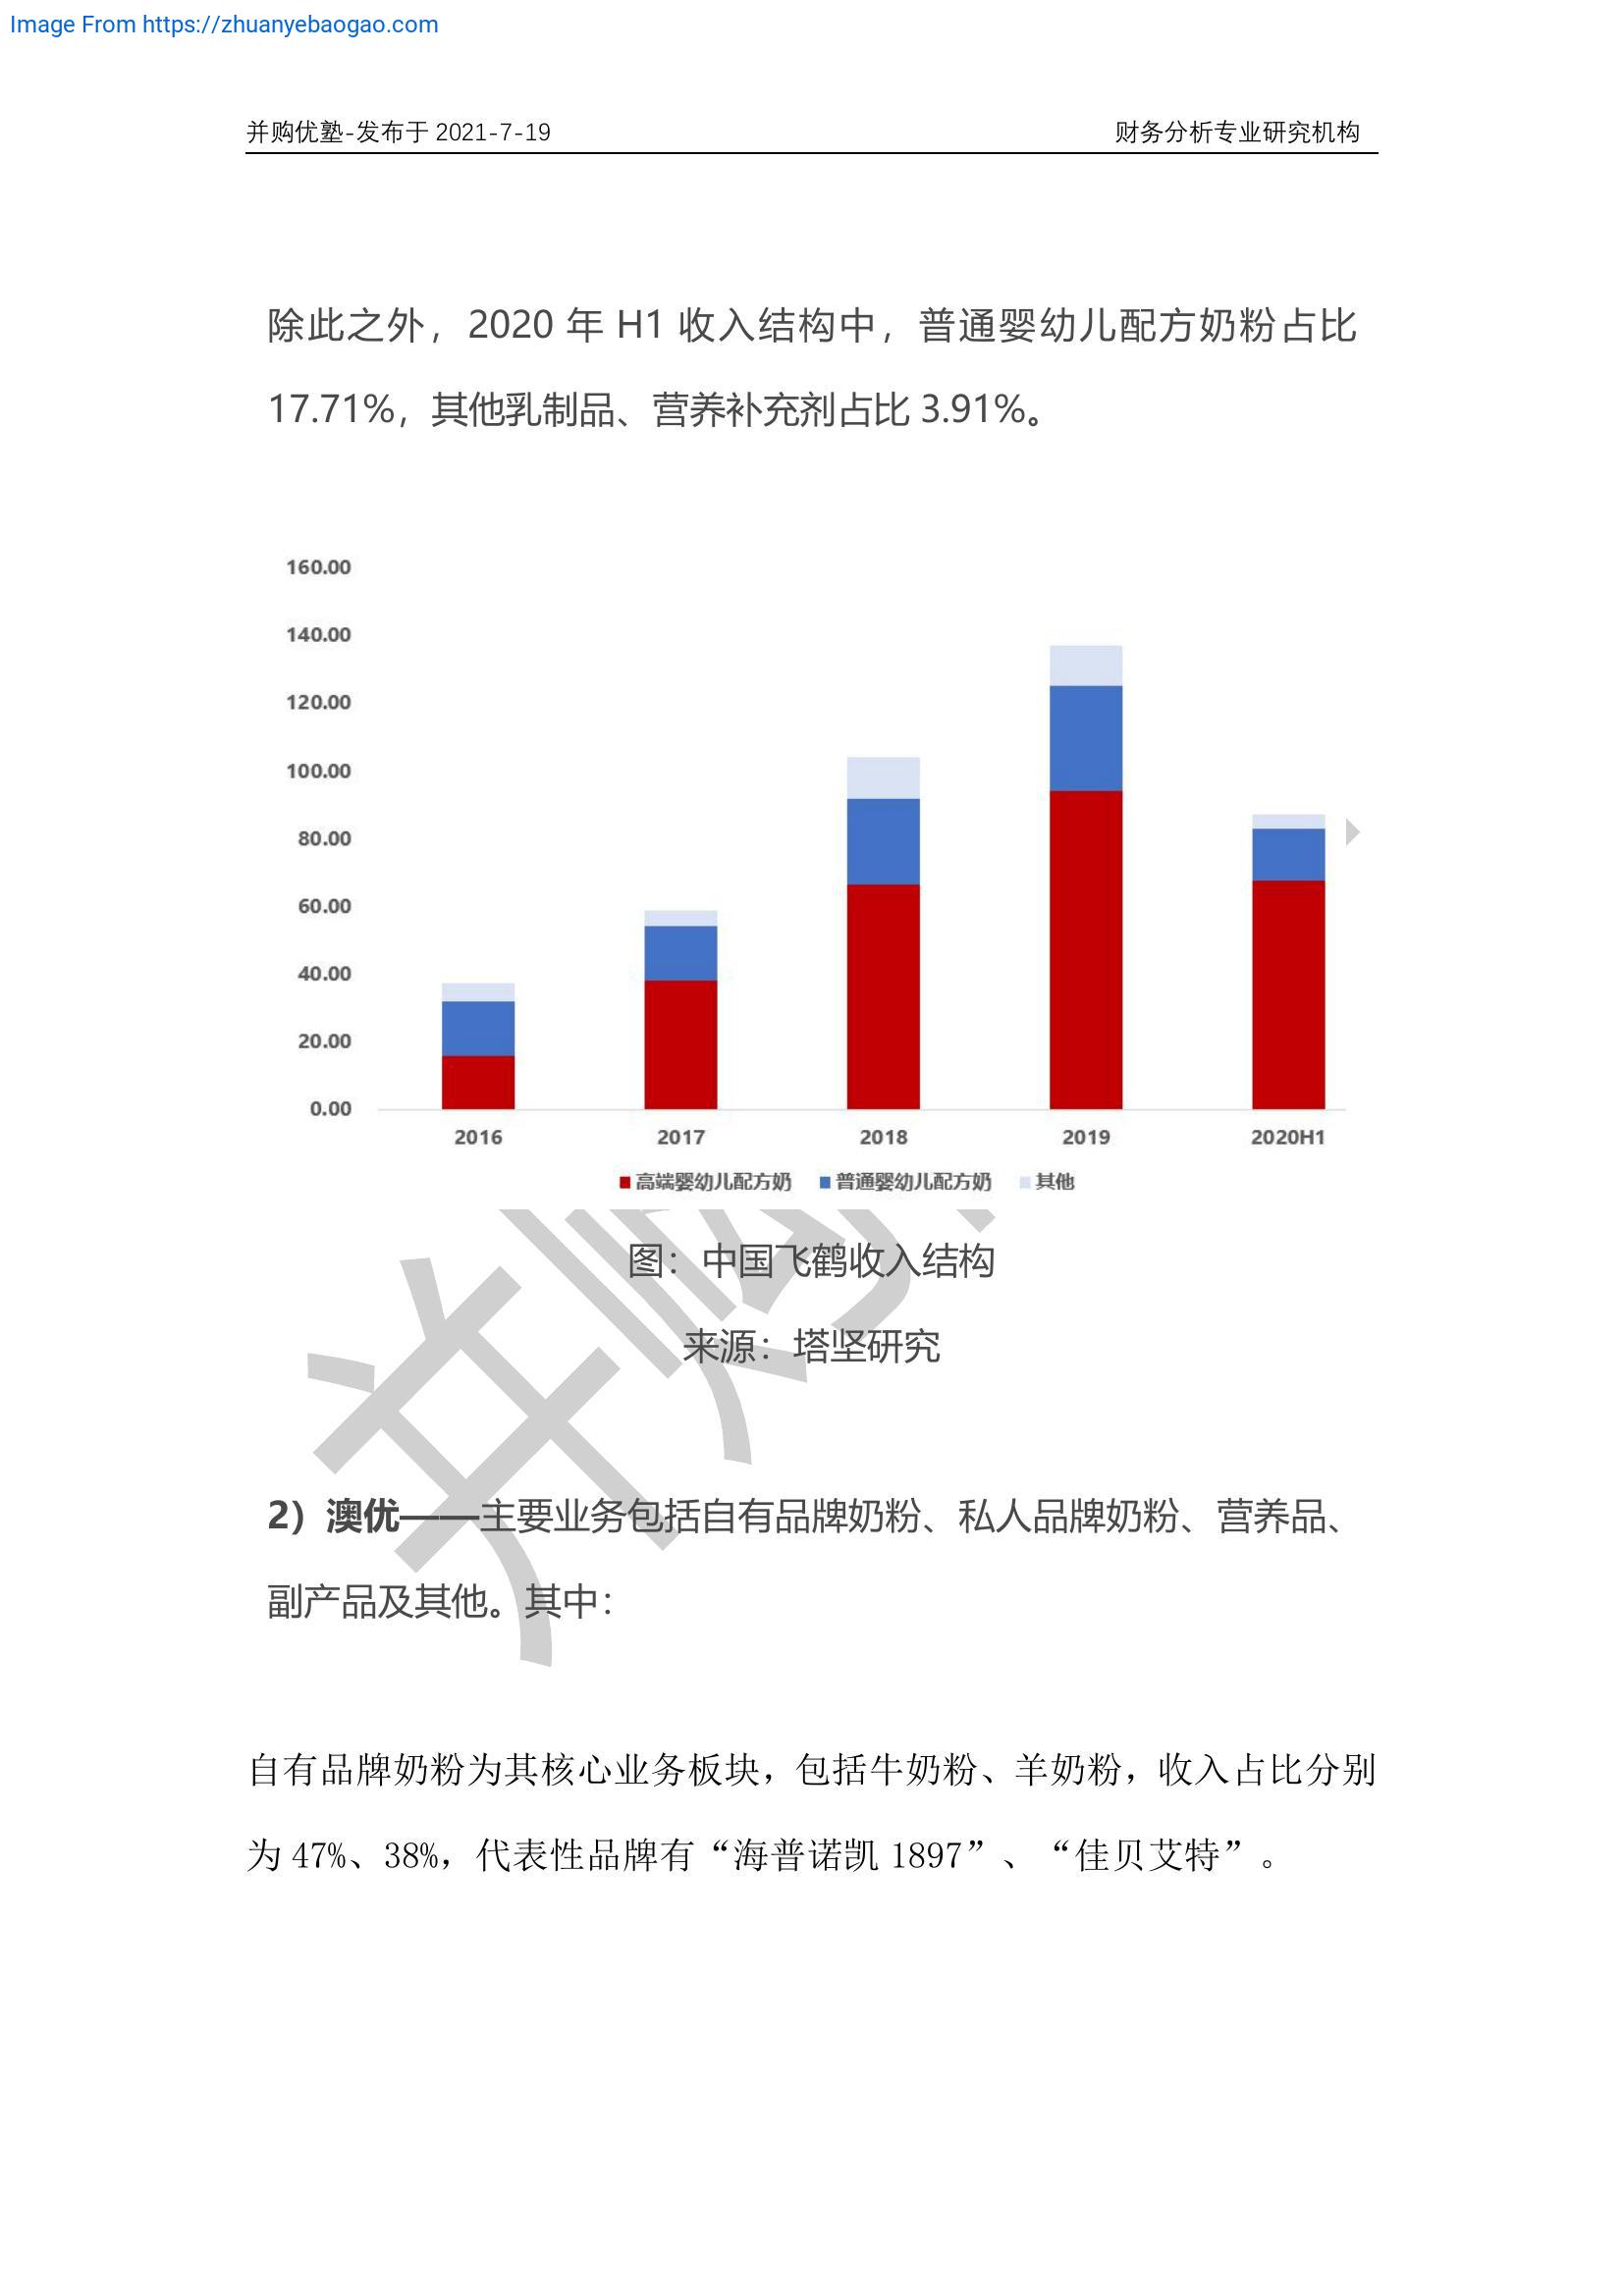 Image From https://zhuanyebaogao.com
并购优塾-发布于 2021-7-19 财务分析专业研究机构
除此之外，2020 年 H1 收入结构中，普通婴幼儿配方奶粉占比
17.71%，其他乳制品、营养补充剂占比 3.91%。
160.00
140.00
120.00
100.00
80.00
60.00
40.00
20.00
0.00
2016 2017 2018 2019 2020H1
高端婴幼儿配方奶 普通婴幼儿配方奶 其他
图：中国飞鹤收入结构
来源：塔坚研究
2）澳优——主要业务包括自有品牌奶粉、私人品牌奶粉、营养品、
副产品及其他。其中：
自有品牌奶粉为其核心业务板块，包括牛奶粉、羊奶粉，收入占比分别
为 47%、38%，代表性品牌有“海普诺凯 1897”、“佳贝艾特”。
并购